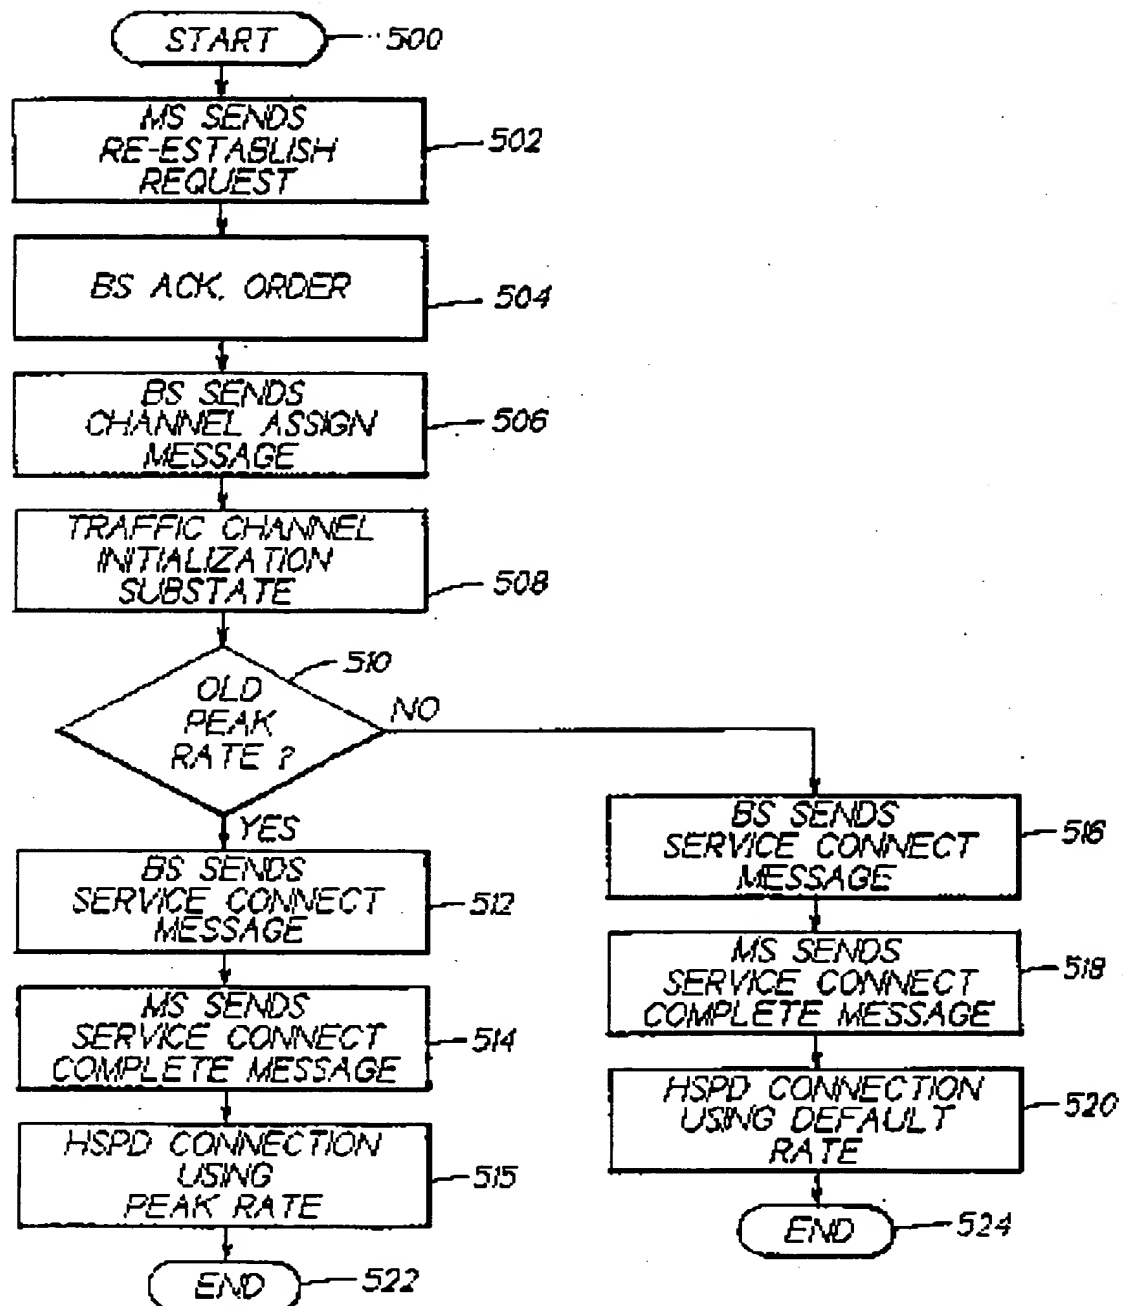 START
500
MS SENDS
RE-ESTABLISH
REQUEST
502
BS ACK. ORDER
504
BS SENDS
CHANNEL ASSIGN
MESSAGE
506
TRAFFIC CHANNEL
INITIALIZATION
SUBSTATE
508
510
OLD
PEAK
RATE ?
NO
YES
BS SENDS
SERVICE CONNECT
MESSAGE
512
MS SENDS
SERVICE CONNECT
COMPLETE MESSAGE
514
HSPD CONNECTION
USING
PEAK RATE
515
END
522
BS SENDS
SERVICE CONNECT
MESSAGE
516
MS SENDS
SERVICE CONNECT
COMPLETE MESSAGE
518
HSPD CONNECTION
USING DEFAULT
RATE
520
END
524